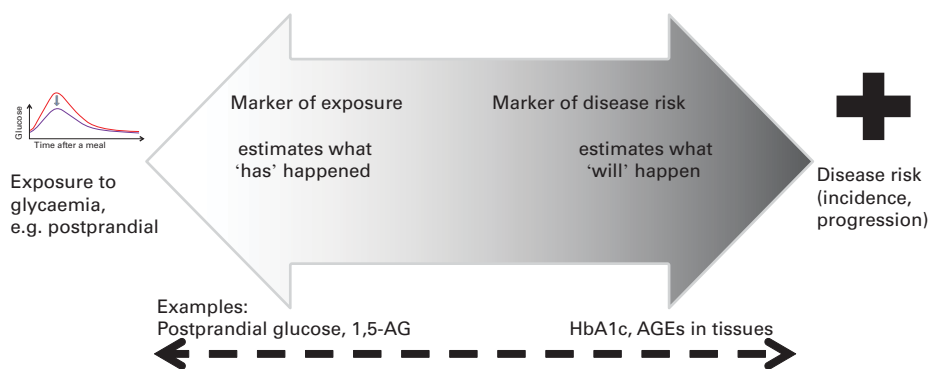 Glucose
Time after a meal
Exposure to
glycaemia,
e.g. postprandial
Marker of exposure
estimates what
‘has’ happened
Marker of disease risk
estimates what
‘will’ happen
Disease risk
(incidence,
progression)
Examples:
Postprandial glucose, 1,5-AG
HbA1c, AGEs in tissues